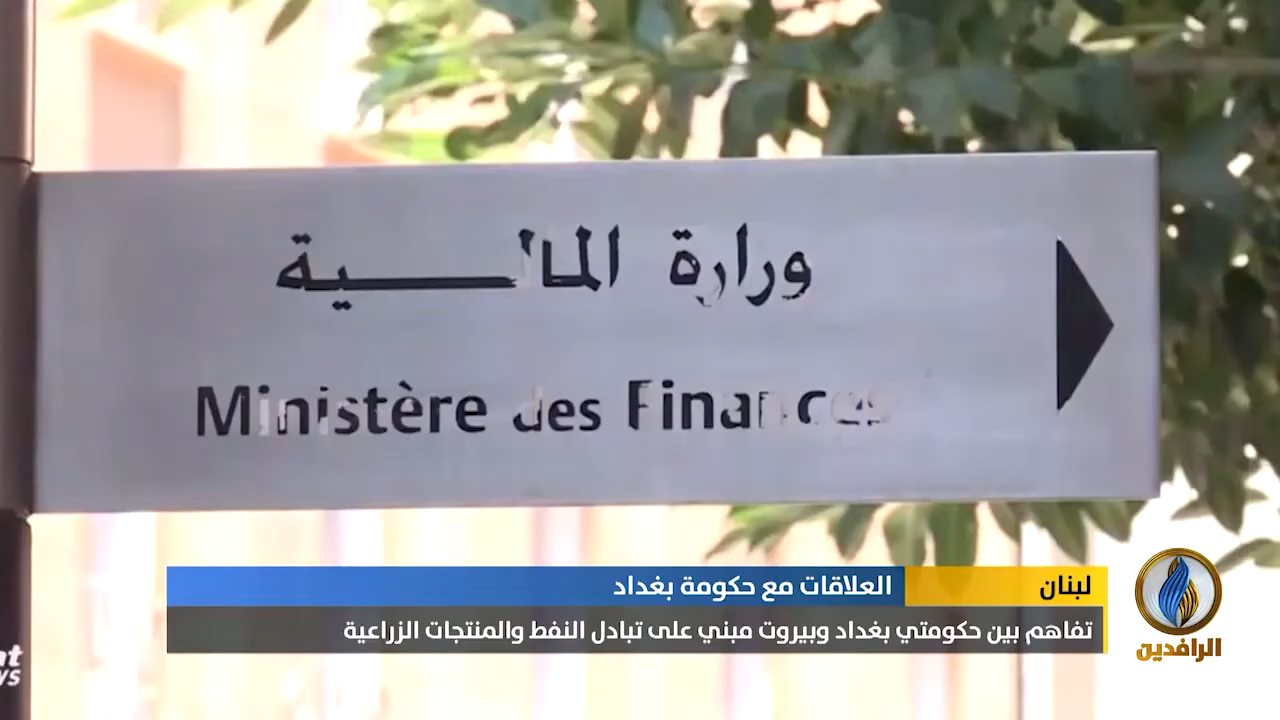 وزارة المالية
Ministère des Finances
لبنان
العلاقات مع حكومة بغداد
تفاهم بين حكومتي بغداد وبيروت مبني على تبادل النفط والمنتجات الزراعية
الرافدين